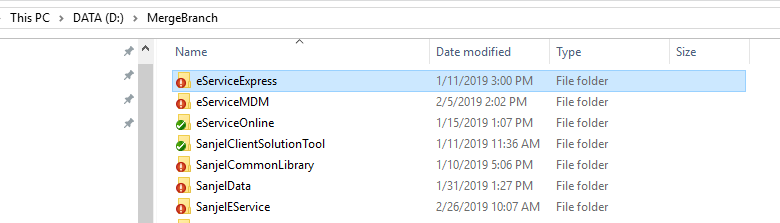 This PC > DATA (D:) > MergeBranch
Name Date modified Type Size
eServiceExpress 1/11/2019 3:00 PM File folder
eServiceMDM 2/5/2019 2:02 PM File folder
eServiceOnline 1/15/2019 1:07 PM File folder
SanjelClientSolutionTool 1/11/2019 11:36 AM File folder
SanjelCommonLibrary 1/10/2019 5:06 PM File folder
SanjelData 1/31/2019 1:27 PM File folder
SanjelEService 2/26/2019 10:07 AM File folder